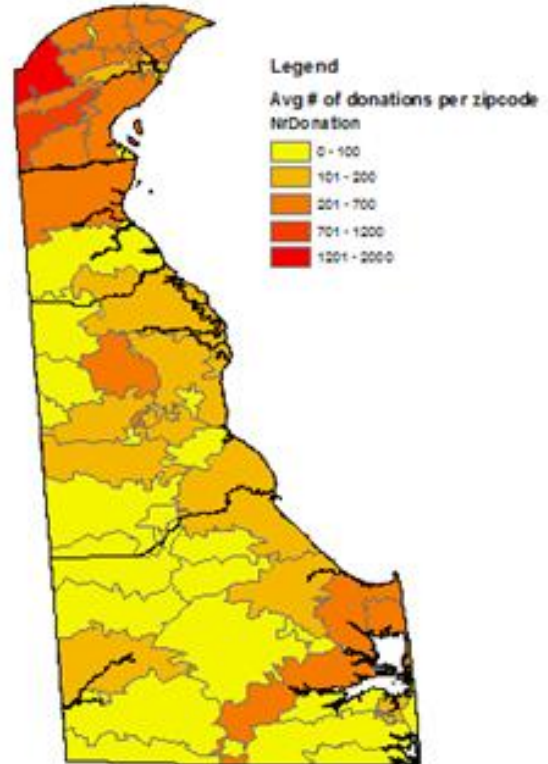 Legend
Avg # of donations per zipcode
NrDonation
0 - 100
101 - 200
201 - 700
701 - 1200
1201 - 2000